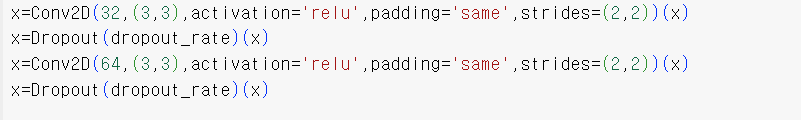 x=Conv2D(32,(3,3),activation='relu',padding='same',strides=(2,2))(x)
x=Dropout(dropout_rate)(x)
x=Conv2D(64,(3,3),activation='relu',padding='same',strides=(2,2))(x)
x=Dropout(dropout_rate)(x)